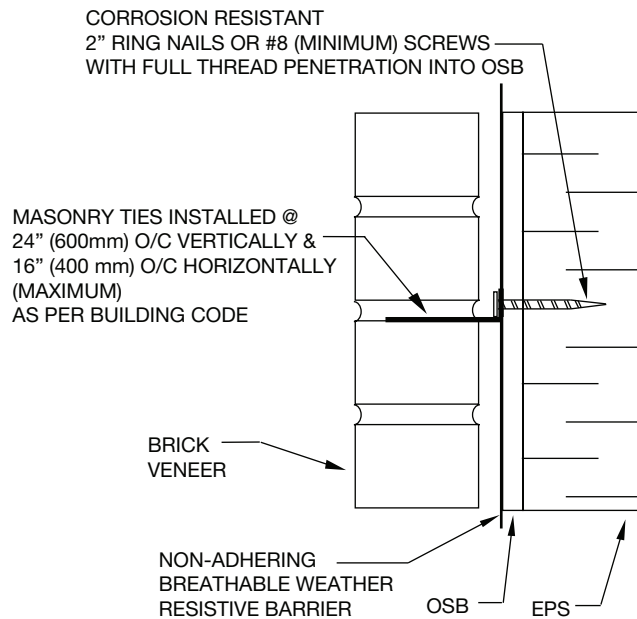 CORROSION RESISTANT
2” RING NAILS OR #8 (MINIMUM) SCREWS
WITH FULL THREAD PENETRATION INTO OSB
MASONRY TIES INSTALLED @
24” (600mm) O/C VERTICALLY &
16” (400 mm) O/C HORIZONTALLY
(MAXIMUM)
AS PER BUILDING CODE
BRICK
VENEER
NON-ADHERING
BREATHABLE WEATHER
RESISTIVE BARRIER
OSB
EPS